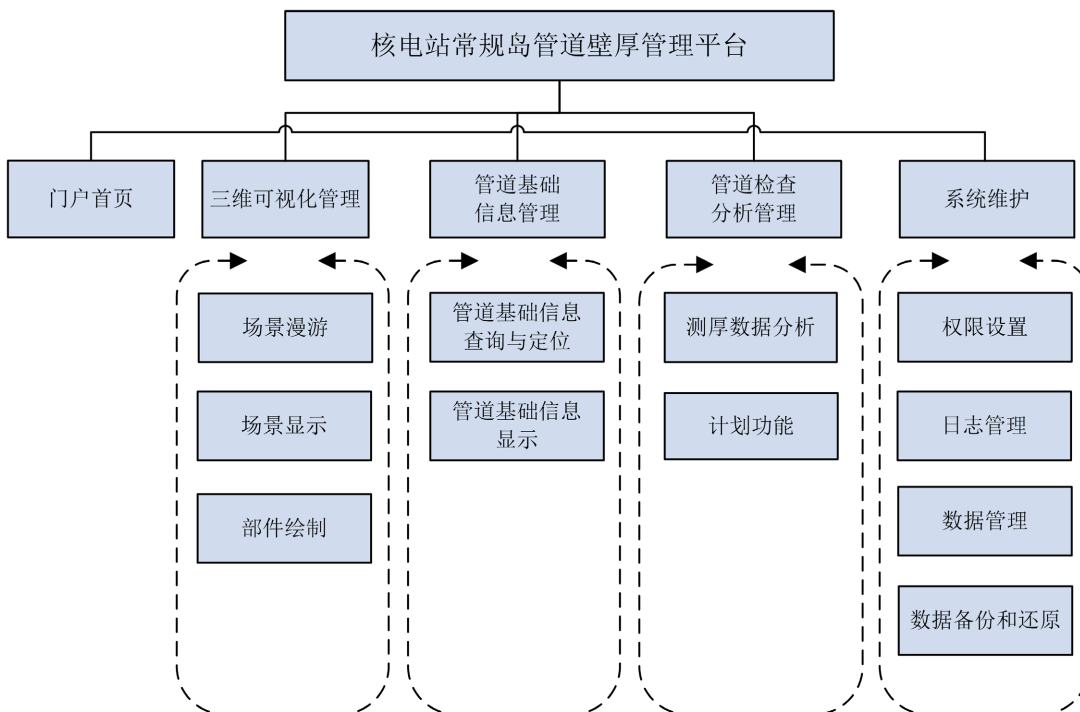 核电站常规岛管道壁厚管理平台
门户首页
三维可视化管理
管道基础
信息管理
管道检查
分析管理
系统维护
场景漫游
场景显示
部件绘制
管道基础信息
查询与定位
管道基础信息
显示
测厚数据分析
计划功能
权限设置
日志管理
数据管理
数据备份和还原